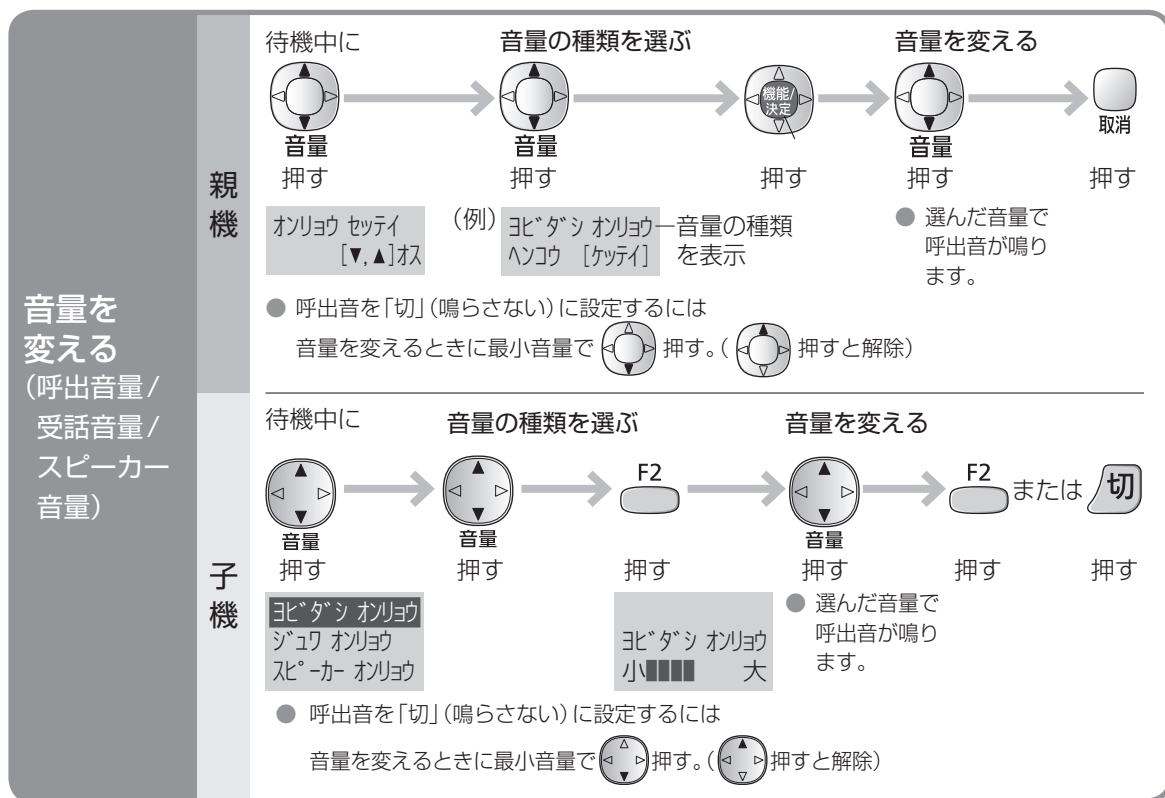 音量を
変える
(呼出音量/
受話音量/
スピーカー
音量)
親機
待機中に 音量の種類を選ぶ 音量を変える
機能/
決定
音量 音量 音量 取消
押す 押す 押す 押す 押す
オンリョウ セッテイ
[▼,▲]オス
(例)
ヨビダシ オンリョウ
ヘンコウ [ケッテイ]
音量の種類
を表示
● 選んだ音量で
呼出音が鳴り
ます。
● 呼出音を「切」(鳴らさない)に設定するには
音量を変えるときに最小音量で 押す。( 押すと解除)
子機
待機中に 音量の種類を選ぶ 音量を変える
F2 F2 または 切
音量 音量 音量
押す 押す 押す 押す 押す 押す
ヨビダシ オンリョウ
ジュワ オンリョウ
スピーカー オンリョウ
ヨビダシ オンリョウ
小 大
● 選んだ音量で
呼出音が鳴り
ます。
● 呼出音を「切」(鳴らさない)に設定するには
音量を変えるときに最小音量で 押す。( 押すと解除)